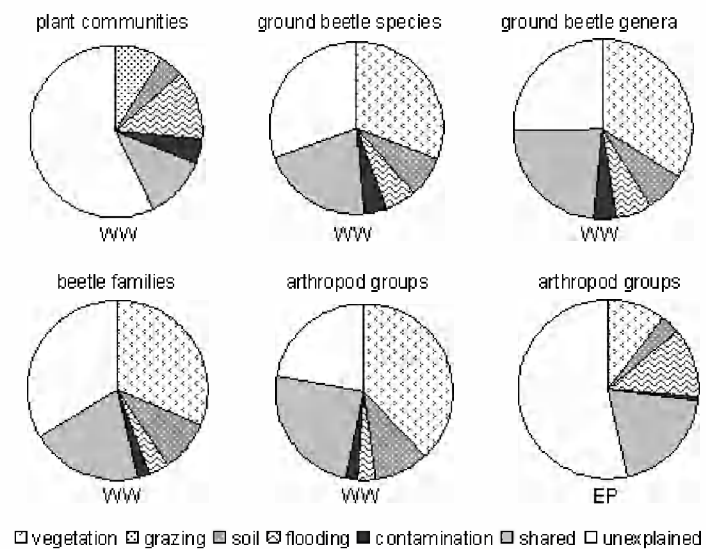 plant communities ground beetle species ground beetle genera
WW WW WW
beetle families arthropod groups arthropod groups
WW WW EP
vegetation grazing soil flooding contamination shared unexplained